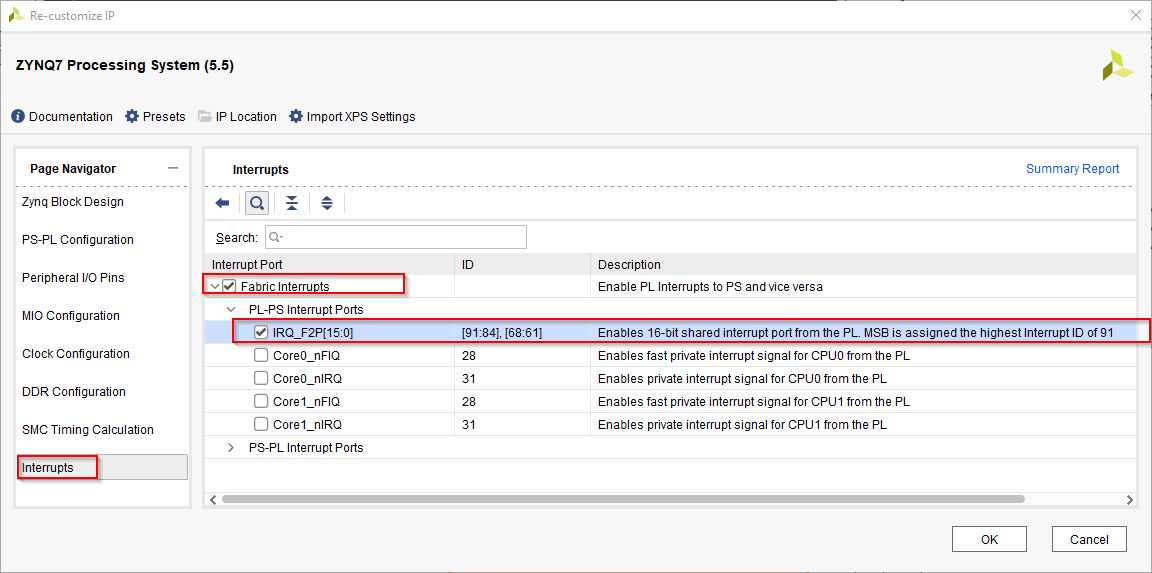 Re-customize IP
ZYNQ7 Processing System (5.5)
Documentation Presets IP Location Import XPS Settings
Page Navigator
Zynq Block Design
PS-PL Configuration
Peripheral I/O Pins
MIO Configuration
Clock Configuration
DDR Configuration
SMC Timing Calculation
Interrupts
Interrupts Summary Report
Search:
Interrupt Port ID Description
Fabric Interrupts Enable PL Interrupts to PS and vice versa
PL-PS Interrupt Ports
IRQ_F2P[15:0] [91:84], [68:61] Enables 16-bit shared interrupt port from the PL. MSB is assigned the highest Interrupt ID of 91
Core0_nFIQ 28 Enables fast private interrupt signal for CPU0 from the PL
Core0_nIRQ 31 Enables private interrupt signal for CPU0 from the PL
Core1_nFIQ 28 Enables fast private interrupt signal for CPU1 from the PL
Core1_nIRQ 31 Enables private interrupt signal for CPU1 from the PL
PS-PL Interrupt Ports
OK Cancel